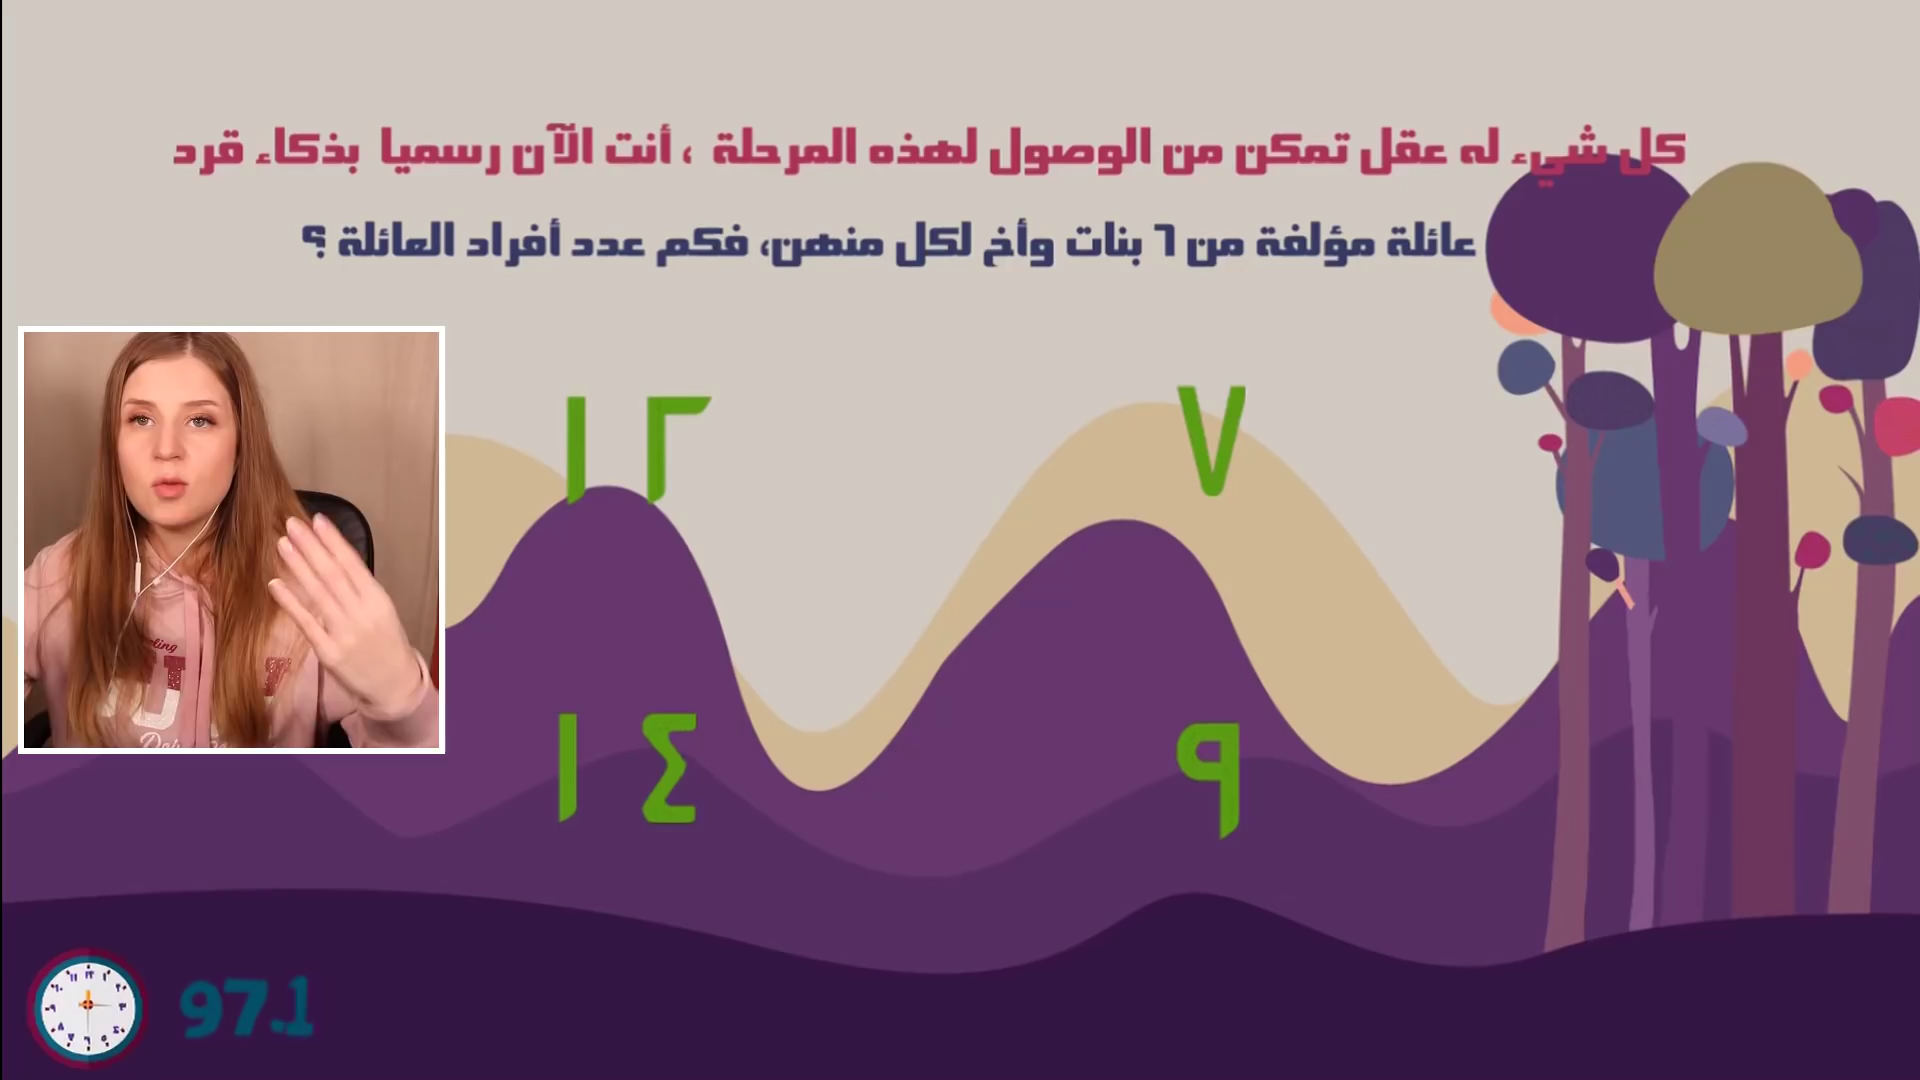 كل شيء له عقل تمكن من الوصول لهذه المرحلة ، أنت الآن رسميا بذكاء قرد
عائلة مؤلفة من ٦ بنات وأخ لكل منهن، فكم عدد أفراد العائلة ؟
٧
١٢
٩
١٤
97.1